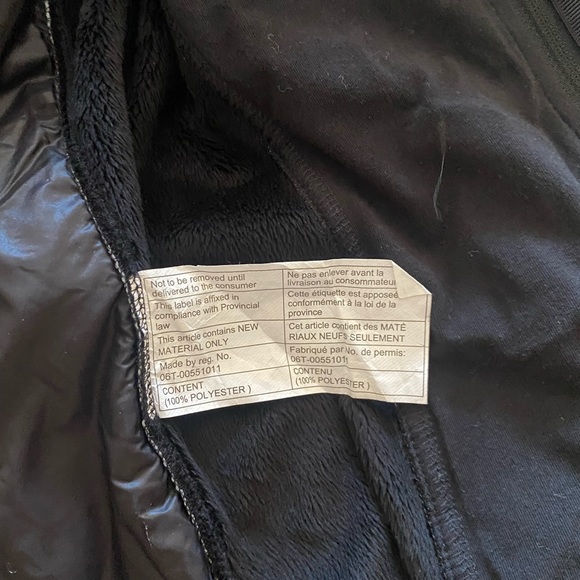 Not to be removed until
delivered to the consumer
This label is affixed in
compliance with Provincial
law
This article contains NEW
MATERIAL ONLY
Made by reg. No.
06T-00551011
CONTENT
(100% POLYESTER )
Ne pas enlever avant la
livraison au consommateur
Cette étiquette est apposée
conformément à la loi de la
province
Cet article contient des MATÉ
RIAUX NEUFS SEULEMENT
Fabriqué par No. de permis:
06T-00551011
CONTENU
(100% POLYESTER )